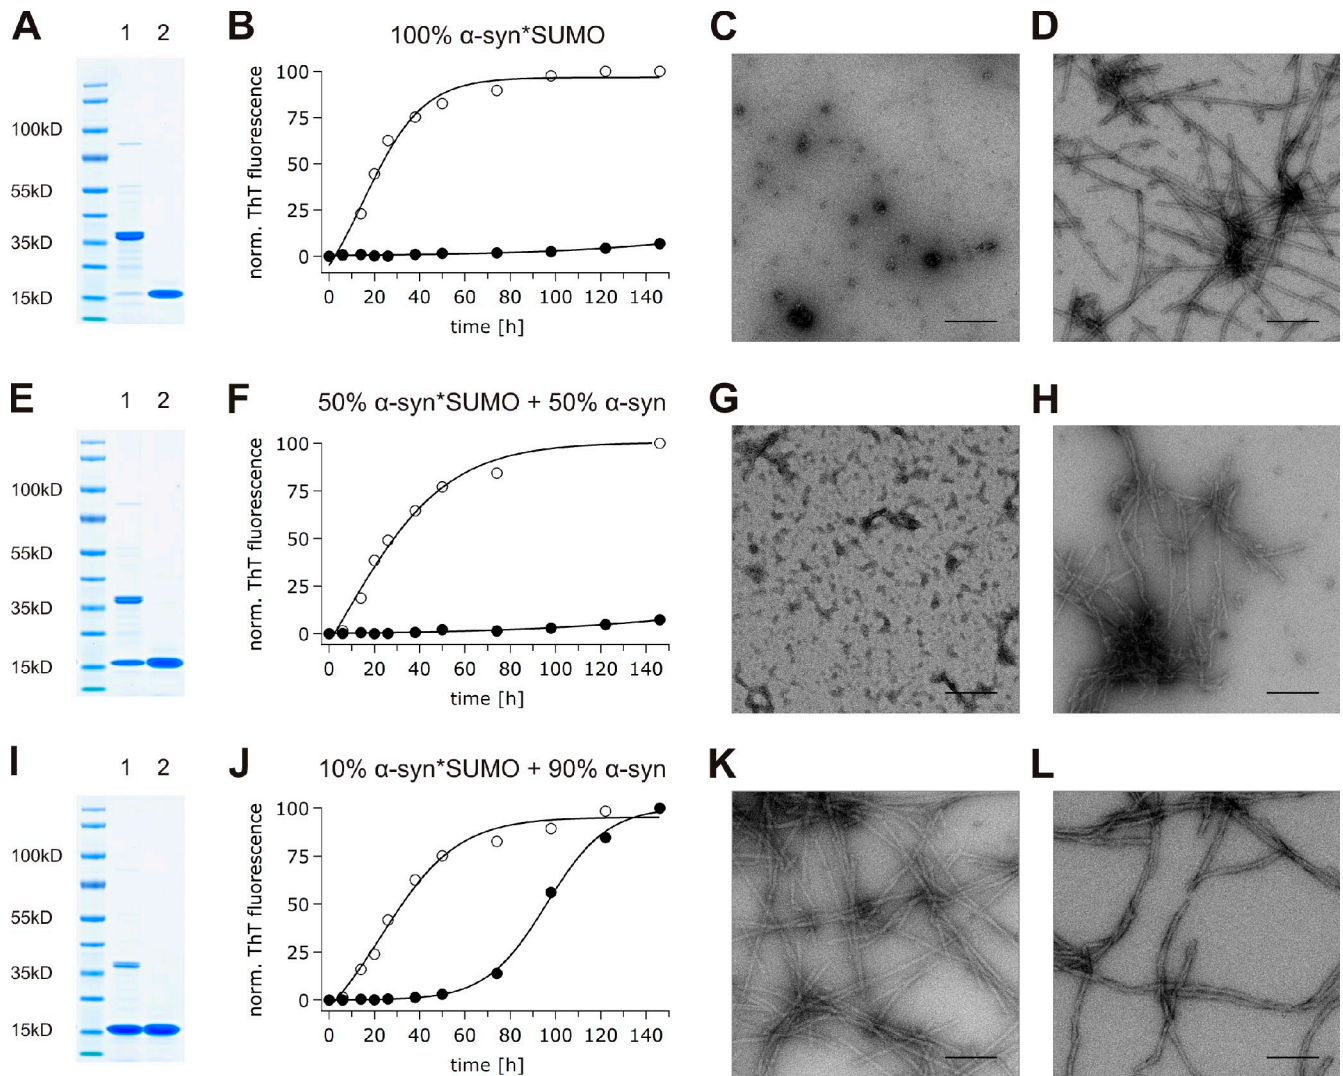 A 1 2 B 100% α-syn*SUMO C D
100kD
55kD
35kD
15kD
norm. ThT fluorescence
100
75
50
25
0
0 20 40 60 80 100 120 140
time [h]
E 1 2 F 50% α-syn*SUMO + 50% α-syn G H
100kD
55kD
35kD
15kD
norm. ThT fluorescence
100
75
50
25
0
0 20 40 60 80 100 120 140
time [h]
I 1 2 J 10% α-syn*SUMO + 90% α-syn K L
100kD
55kD
35kD
15kD
norm. ThT fluorescence
100
75
50
25
0
0 20 40 60 80 100 120 140
time [h]